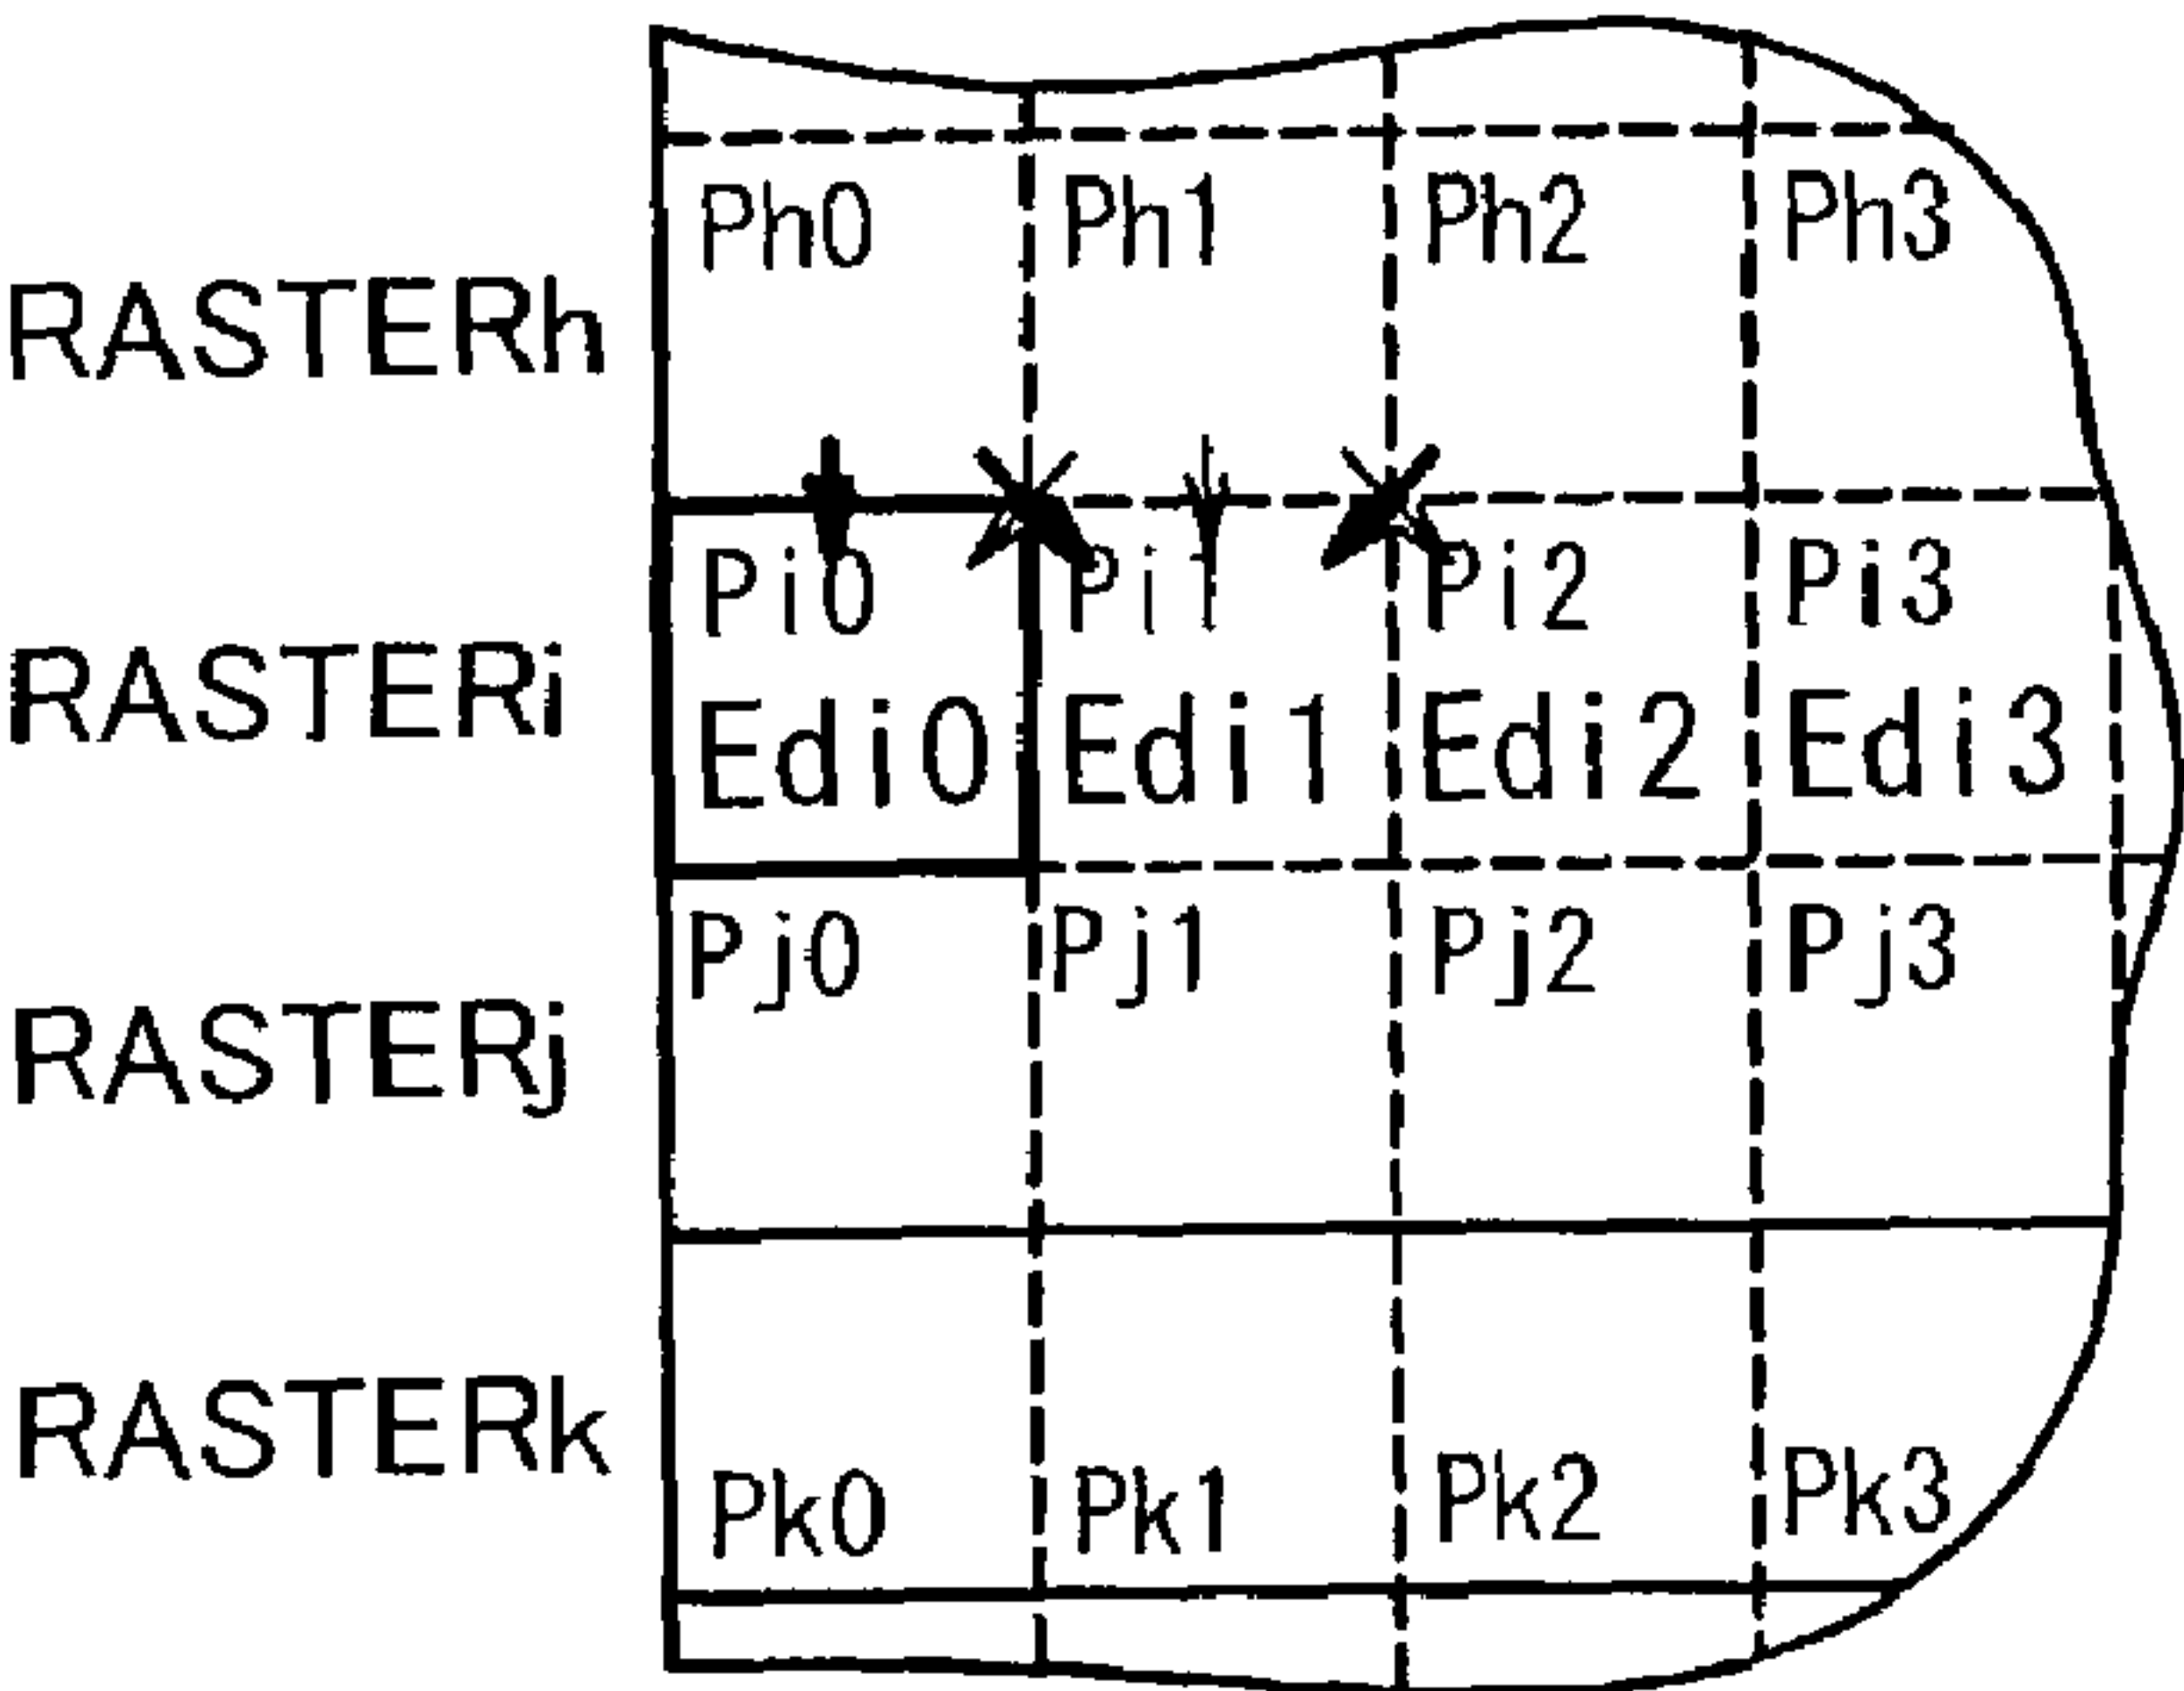 Ph0 Ph1 Ph2 Ph3
RASTERh
Pi0 Pi1 Pi2 Pi3
RASTERi Edi0 Edi1 Edi2 Edi3
Pj0 Pj1 Pj2 Pj3
RASTERj
RASTERk
Pk0 Pk1 Pk2 Pk3